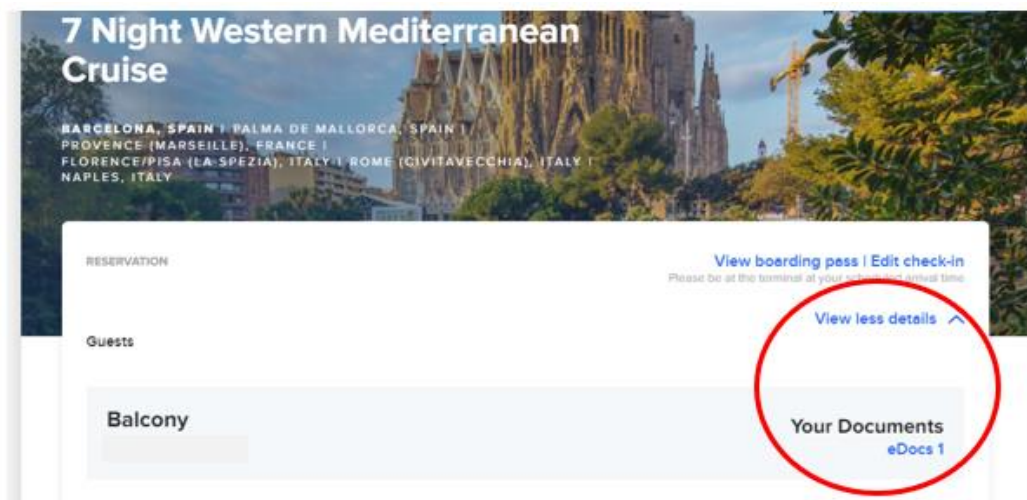 7 Night Western Mediterranean
Cruise
BARCELONA, SPAIN | PALMA DE MALLORCA, SPAIN |
PROVENCE (MARSEILLE), FRANCE |
FLORENCE/PISA (LA SPEZIA), ITALY | ROME (CIVITAVECCHIA), ITALY |
NAPLES, ITALY
RESERVATION
View boarding pass | Edit check-in
Please be at the terminal at your scheduled arrival time
View less details
Guests
Balcony
Your Documents
eDocs 1